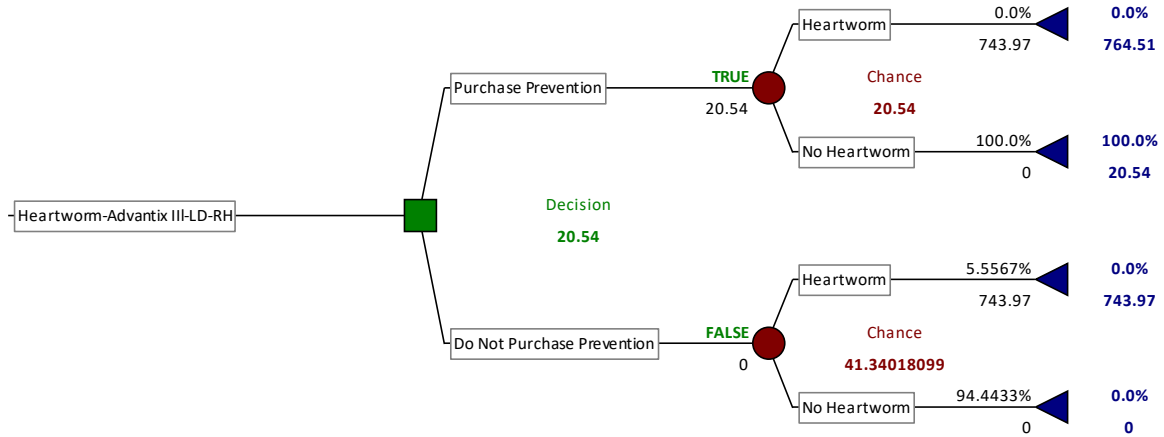 Heartworm 0.0% 0.0%
743.97 764.51
Purchase Prevention TRUE Chance
20.54 20.54
No Heartworm 100.0% 100.0%
0 20.54
Heartworm-Advantix IIIl-LD-RH Decision
20.54
Heartworm 5.5567% 0.0%
743.97 743.97
Do Not Purchase Prevention FALSE Chance
0 41.34018099
No Heartworm 94.4433% 0.0%
0 0